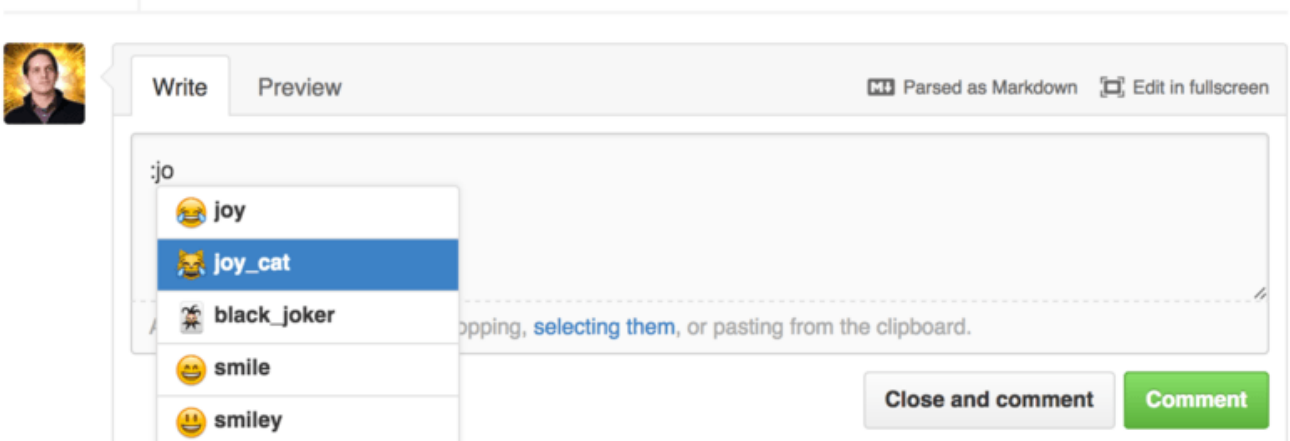 Write Preview Parsed as Markdown Edit in fullscreen
:jo
joy
joy_cat
black_joker
opping, selecting them, or pasting from the clipboard.
smile
smiley
Close and comment Comment